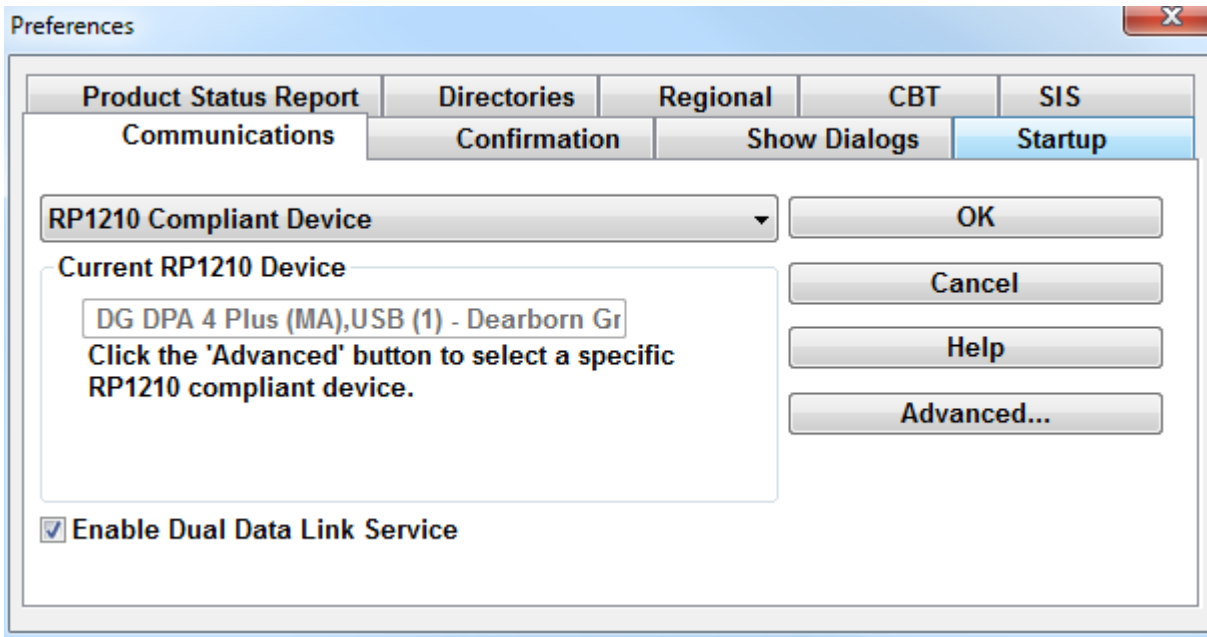 Preferences
X
Product Status Report Directories Regional CBT SIS
Communications Confirmation Show Dialogs Startup
RP1210 Compliant Device OK
Current RP1210 Device
Cancel
DG DPA 4 Plus (MA),USB (1) - Dearborn Gr
Click the 'Advanced' button to select a specific
Help
RP1210 compliant device.
Advanced...
Enable Dual Data Link Service